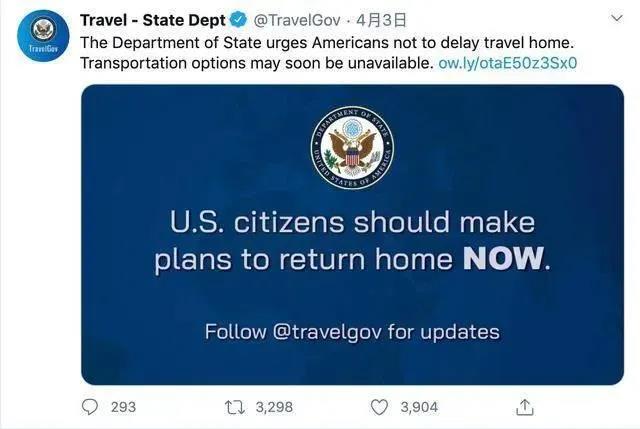 Travel - State Dept @TravelGov · 4月3日
TravelGov
The Department of State urges Americans not to delay travel home.
Transportation options may soon be unavailable. ow.ly/otaE50z3Sx0
DEPARTMENT OF STATE
UNITED STATES OF AMERICA
U.S. citizens should make
plans to return home NOW.
Follow @travelgov for updates
293 3,298 3,904